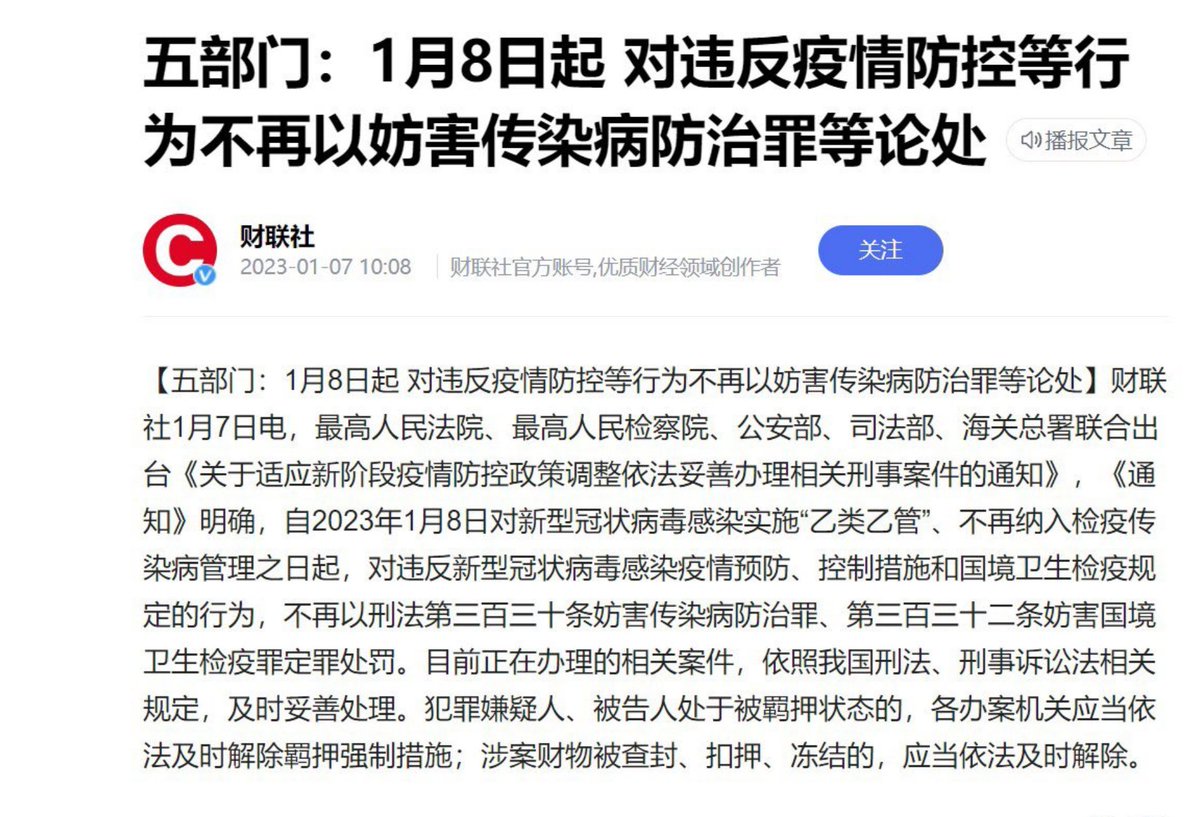 五部门：1月8日起 对违反疫情防控等行
为不再以妨害传染病防治罪等论处
播报文章
财联社
2023-01-07 10:08
财联社官方账号,优质财经领域创作者
关注
【五部门：1月8日起 对违反疫情防控等行为不再以妨害传染病防治罪等论处】财联
社1月7日电，最高人民法院、最高人民检察院、公安部、司法部、海关总署联合出
台《关于适应新阶段疫情防控政策调整依法妥善办理相关刑事案件的通知》，《通
知》明确，自2023年1月8日对新型冠状病毒感染实施“乙类乙管”、不再纳入检疫传
染病管理之日起，对违反新型冠状病毒感染疫情预防、控制措施和国境卫生检疫规
定的行为，不再以刑法第三百三十条妨害传染病防治罪、第三百三十二条妨害国境
卫生检疫罪定罪处罚。目前正在办理的相关案件，依照我国刑法、刑事诉讼法相关
规定，及时妥善处理。犯罪嫌疑人、被告人处于被羁押状态的，各办案机关应当依
法及时解除羁押强制措施；涉案财物被查封、扣押、冻结的，应当依法及时解除。